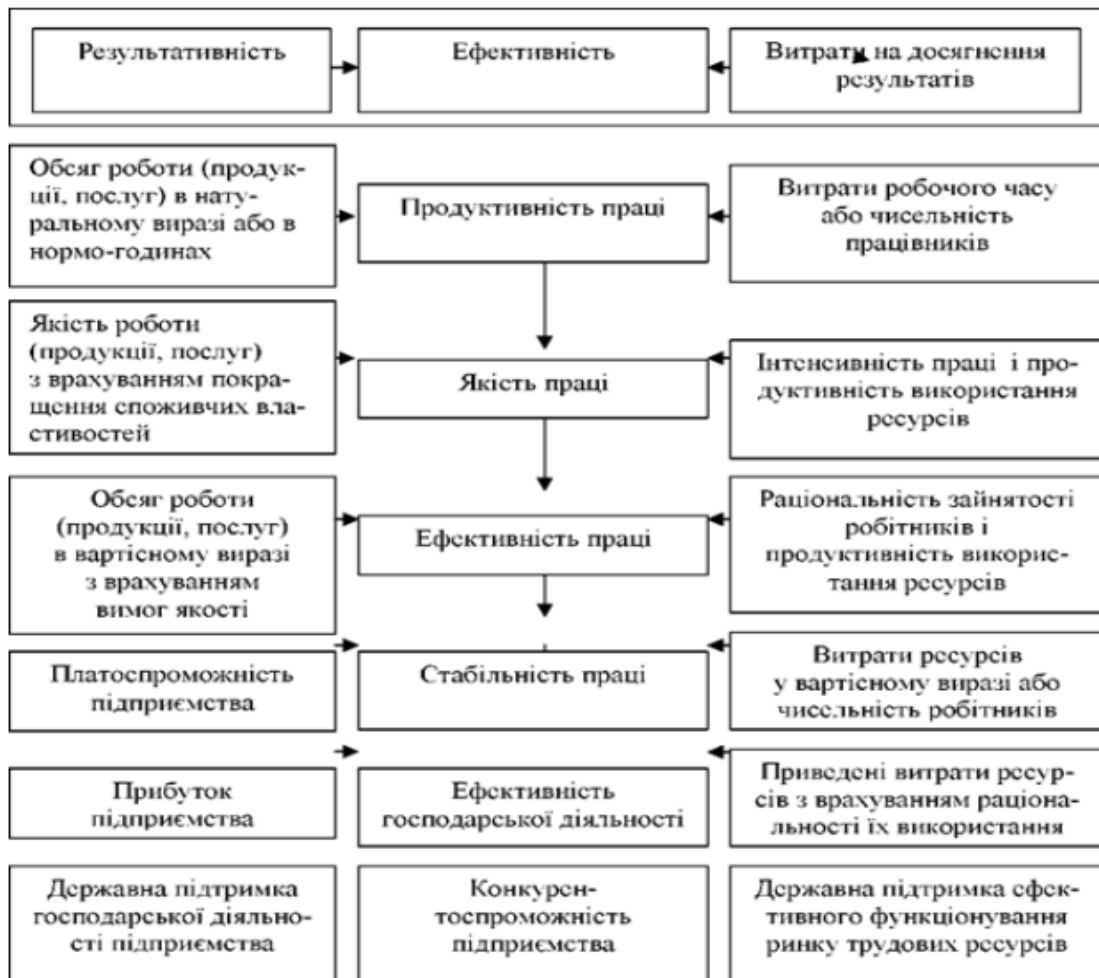 Результативність
Ефективність
Витрати на досягнення
результатів
Обсяг роботи (продук-
ції, послуг) в нату-
ральному виразі або в
нормо-годинах
Продуктивність праці
Витрати робочого часу
або чисельність
працівників
Якість роботи
(продукції, послуг)
з врахуванням покра-
щення споживчих вла-
стивостей
Якість праці
Інтенсивність праці і про-
дуктивність використання
ресурсів
Обсяг роботи
(продукції, послуг)
в вартісному виразі
з врахуванням
вимог якості
Ефективність праці
Раціональність зайнятості
робітників і
продуктивність викорис-
тання ресурсів
Платоспроможність
підприємства
Стабільність праці
Витрати ресурсів
у вартісному виразі або
чисельність робітників
Прибуток
підприємства
Ефективність
господарської діяльності
Приведені витрати ресур-
сів з врахуванням раціона-
льності їх використання
Державна підтримка
господарської діяльно-
сті підприємства
Конкурен-
тоспроможність
підприємства
Державна підтримка ефек-
тивного функціонування
ринку трудових ресурсів